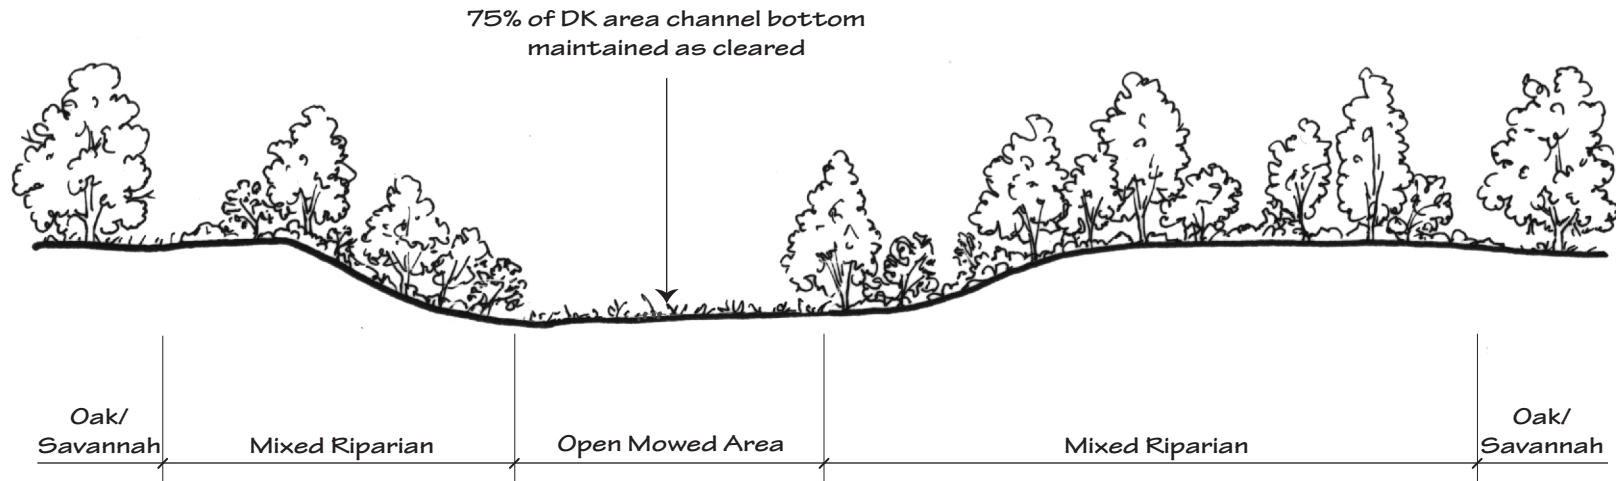 75% of DK area channel bottom
maintained as cleared
Oak/
Savannah
Mixed Riparian
Open Mowed Area
Mixed Riparian
Oak/
Savannah